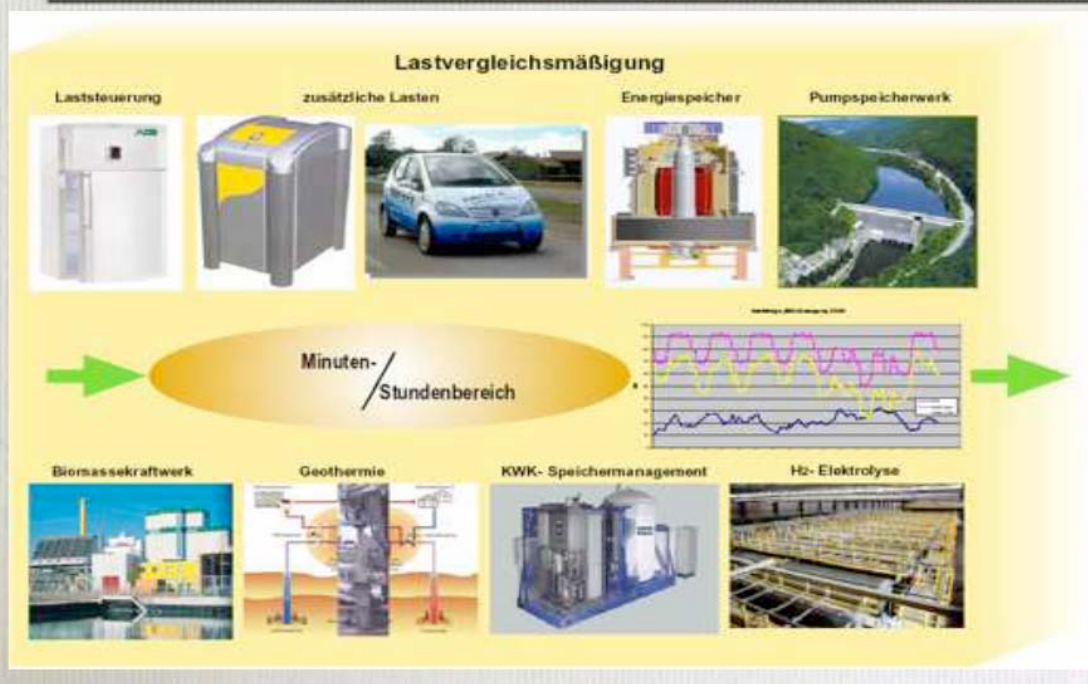 Lastvergleichsmäßigung
Laststeuerung
zusätzliche Lasten
Energiespeicher
Pumpspeicherwerk
Minuten-/
Stundenbereich
Biomassekraftwerk
Geothermie
KWK- Speichermanagement
H2- Elektrolyse